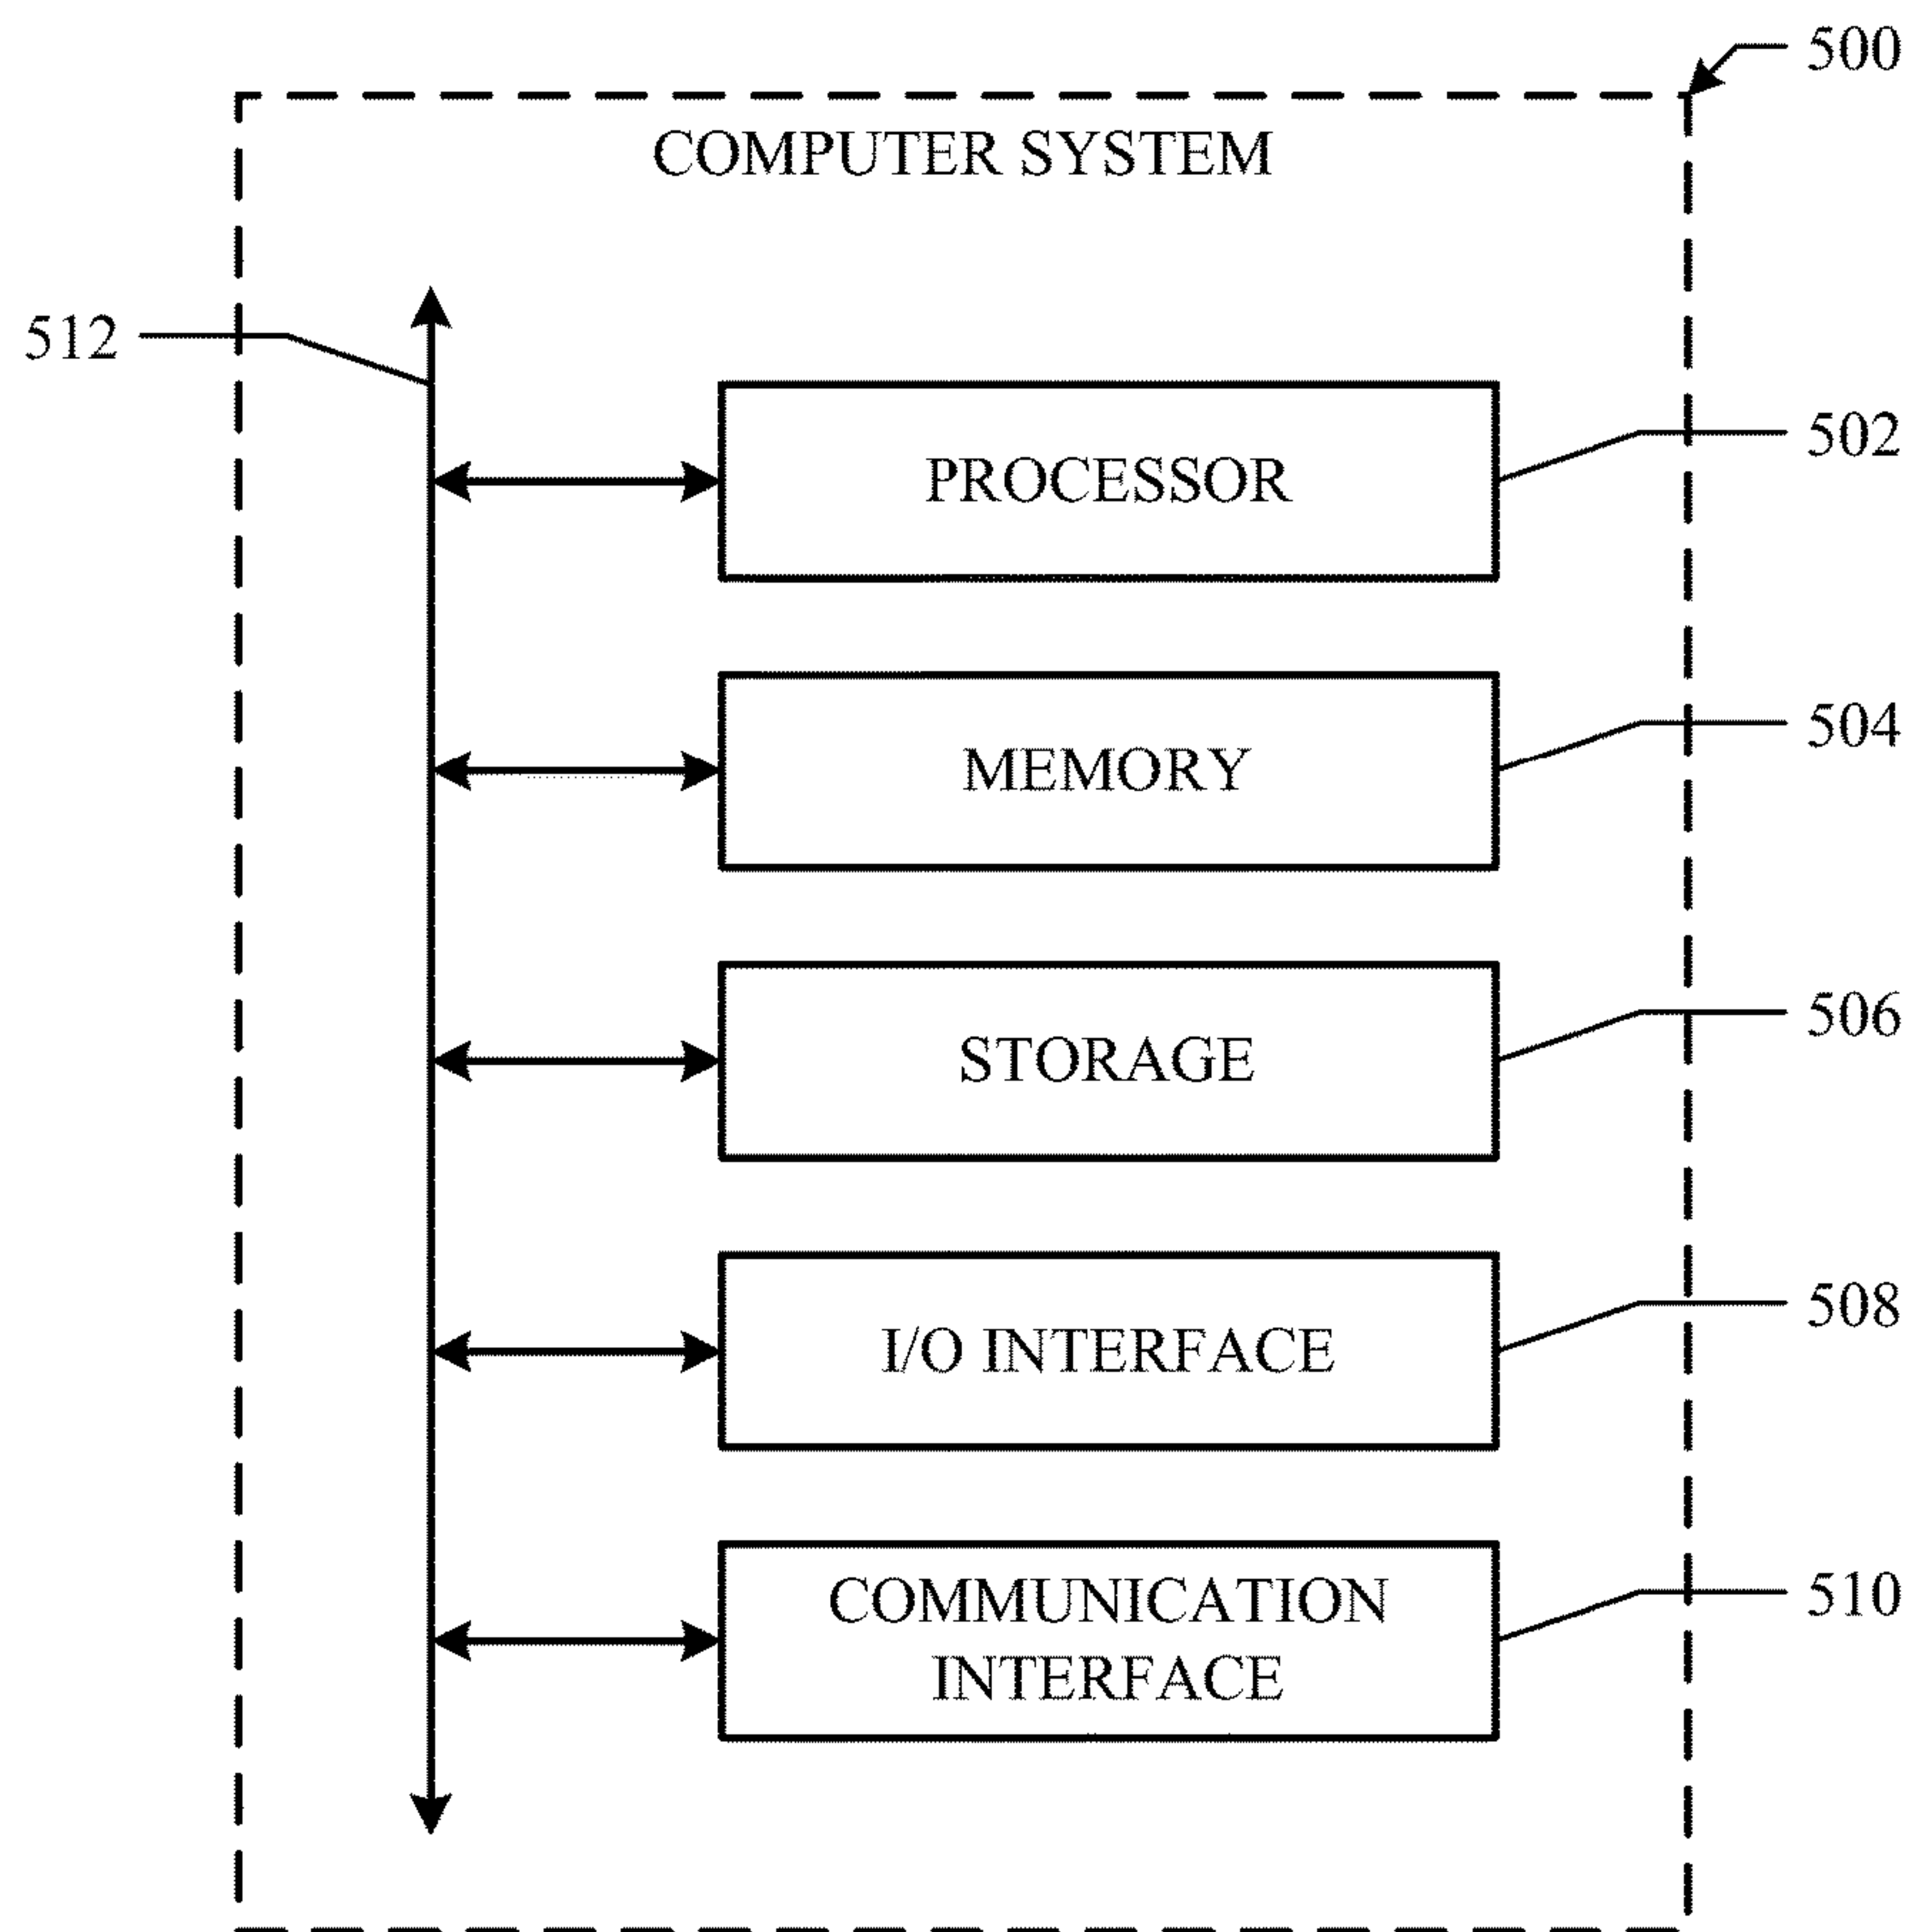 500
COMPUTER SYSTEM
512
502
PROCESSOR
504
MEMORY
506
STORAGE
508
I/O INTERFACE
510
COMMUNICATION
INTERFACE